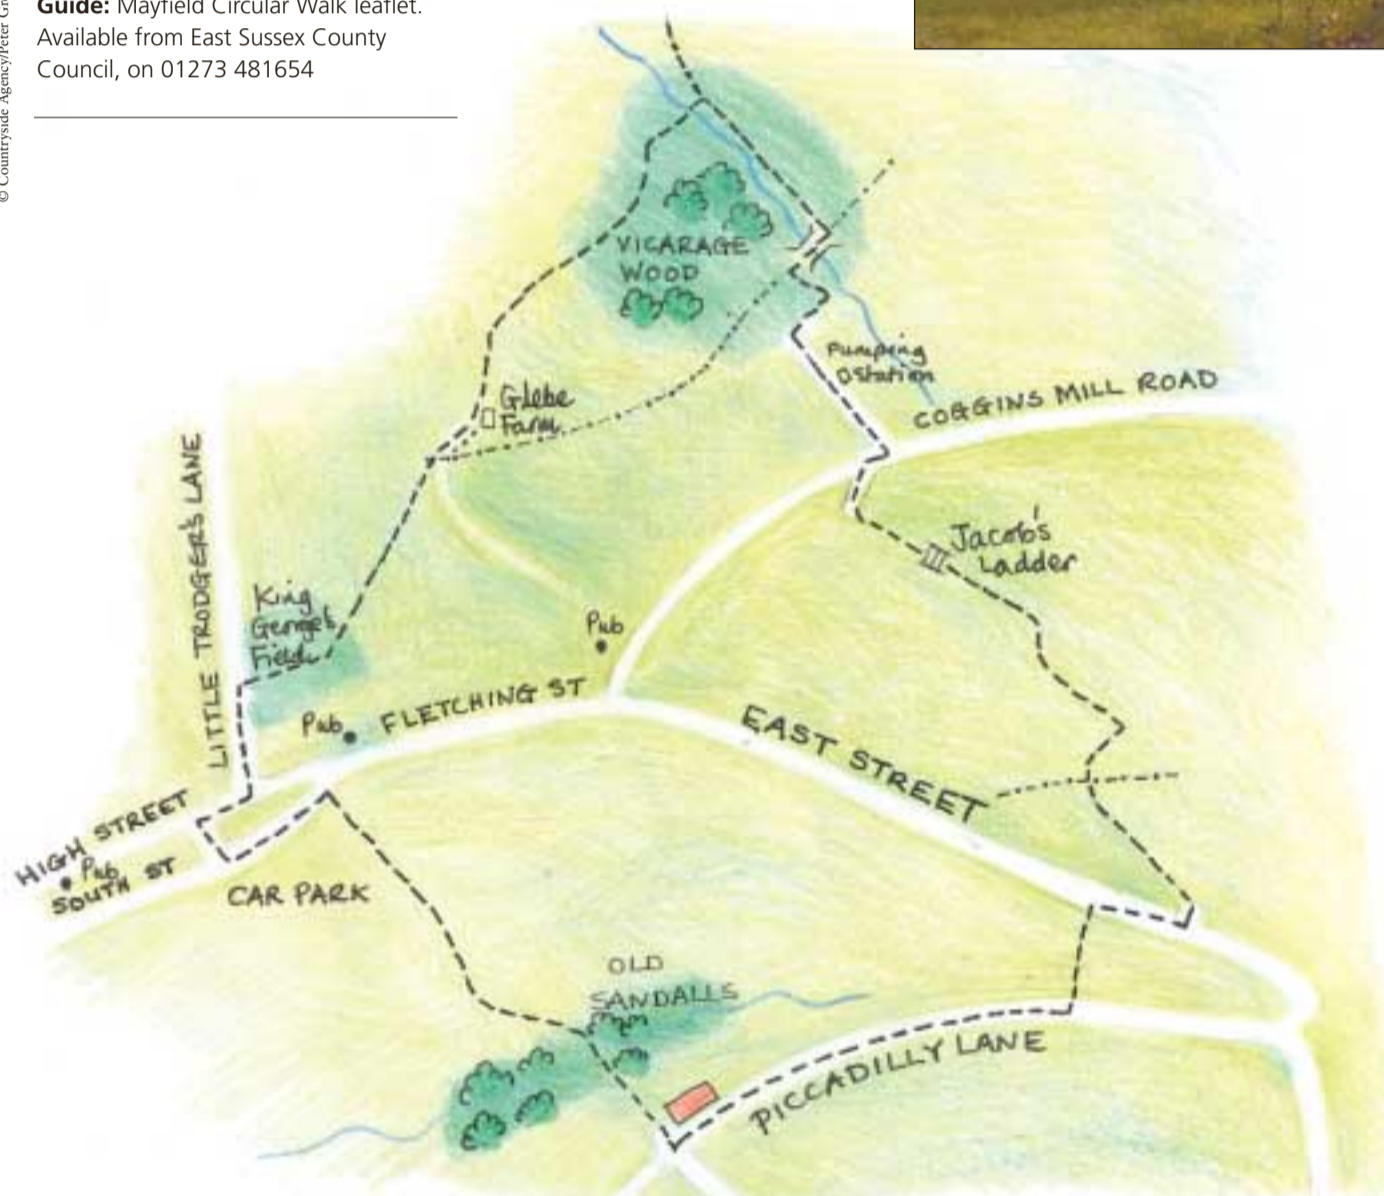 Guide: Mayfield Circular Walk leaflet.
Available from East Sussex County
Council, on 01273 481654
© Countryside Agency/Peter
VICARAGE
WOOD
Pumping
Station
COGGINS MILL ROAD
Glebe
Farm
LITTLE TRODGER'S LANE
Jacob's
Ladder
King
George's
Field
Pub
FLETCHING ST
Pub
EAST STREET
HIGH STREET
Pub
SOUTH ST
CAR PARK
OLD
SANDALLS
PICCADILLY LANE